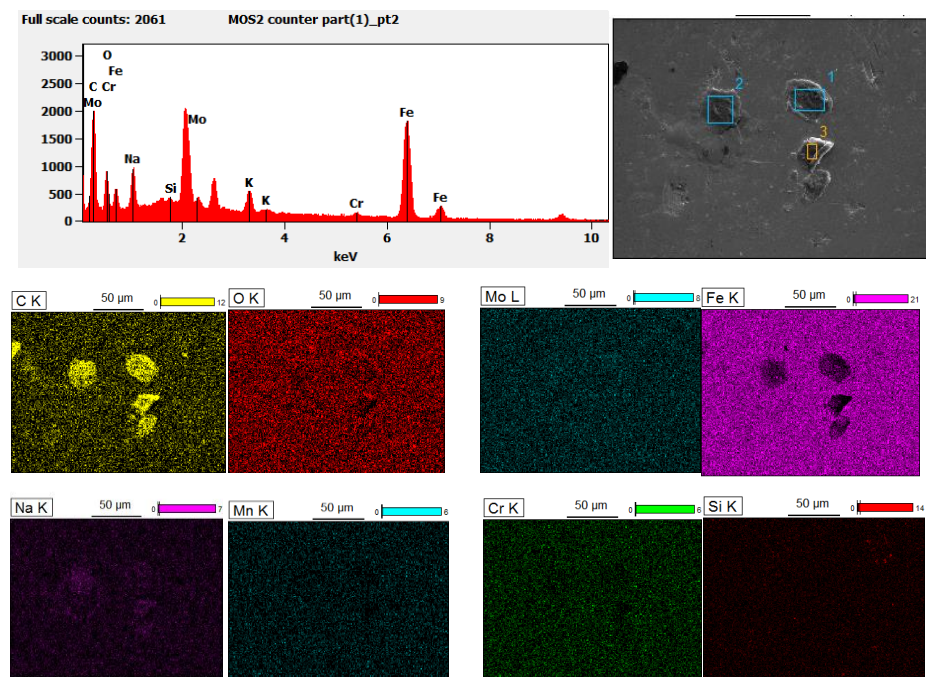 Full scale counts: 2061 MOS2 counter part(1)_pt2
3000
2500
2000
1500
1000
500
0
O
Fe
C Cr
Mo
Na
Si
Mo
K
K
Cr
Fe
Fe
2 4 6 8 10
keV
1
2
3
C K 50 µm 0 12
O K 50 µm 0 9
Mo L 50 µm 0 8
Fe K 50 µm 0 21
Na K 50 µm 0 7
Mn K 50 µm 0 6
Cr K 50 µm 0 6
Si K 50 µm 0 14